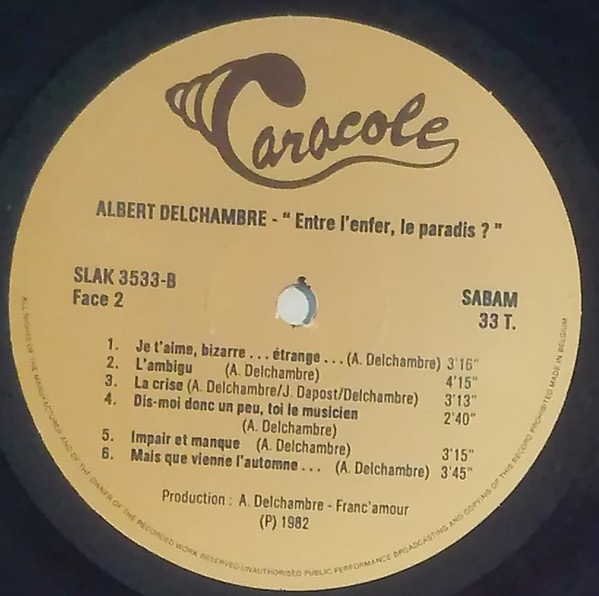 Caracole
ALBERT DELCHAMBRE - " Entre l'enfer, le paradis ? "
SLAK 3533-B
Face 2
SABAM
33 T.
1. Je t'aime, bizarre . . . étrange . . . (A. Delchambre) 3'16"
2. L'ambigu (A. Delchambre) 4'15"
3. La crise (A. Delchambre/J. Dapost/Delchambre) 3'13"
4. Dis-moi donc un peu, toi le musicien 2'40"
(A. Delchambre)
5. Impair et manque (A. Delchambre) 3'15"
6. Mais que vienne l'automne . . . (A. Delchambre) 3'45"
Production : A. Delchambre - Franc'amour
(P) 1982
ALL RIGHTS OF THE MANUFACTURER AND OF THE OWNER OF THE RECORDED WORK RESERVED UNAUTHORISED PUBLIC PERFORMANCE BROADCASTING AND COPYING OF THIS RECORD PROHIBITED MADE IN BELGIUM